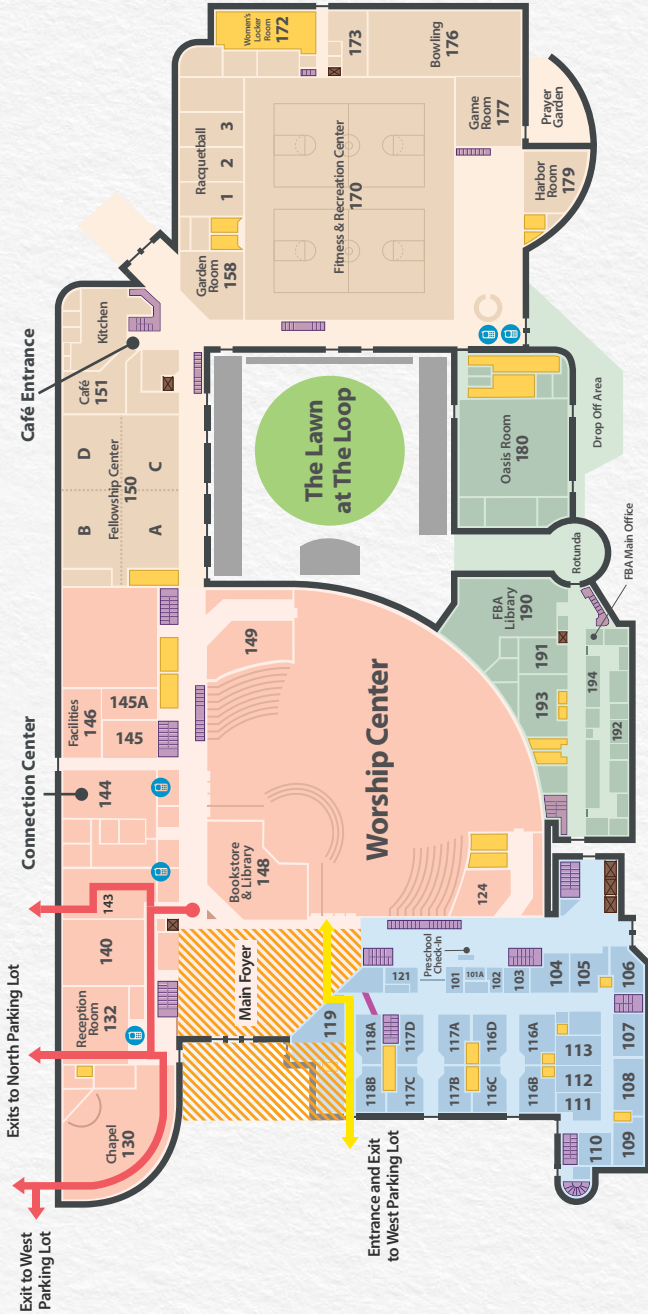 Women's
Locker
Room
172
173
Bowling
176
Racquetball
1
2
3
Game
Room
177
Prayer
Garden
Fitness & Recreation Center
170
Harbor
Room
179
Garden
Room
158
C
Kitchen
Café Entrance
Café
151
D
B
Fellowship Center
150
C
A
The Lawn
at The Loop
Oasis Room
180
Drop Off Area
Rotunda
FBA Main Office
FBA
Library
190
191
193
194
192
149
Facilities
146
145A
145
Worship Center
Connection Center
144
Bookstore
& Library
148
124
143
140
Reception
Room
132
Main Foyer
Exits to North Parking Lot
Chapel
130
Exit to West
Parking Lot
Entrance and Exit
to West Parking Lot
119
121
Preschool
Check-In
101
101A
102
103
104
105
106
118A
117D
117A
116D
116A
113
107
118B
117C
117B
116C
116B
112
111
108
110
109